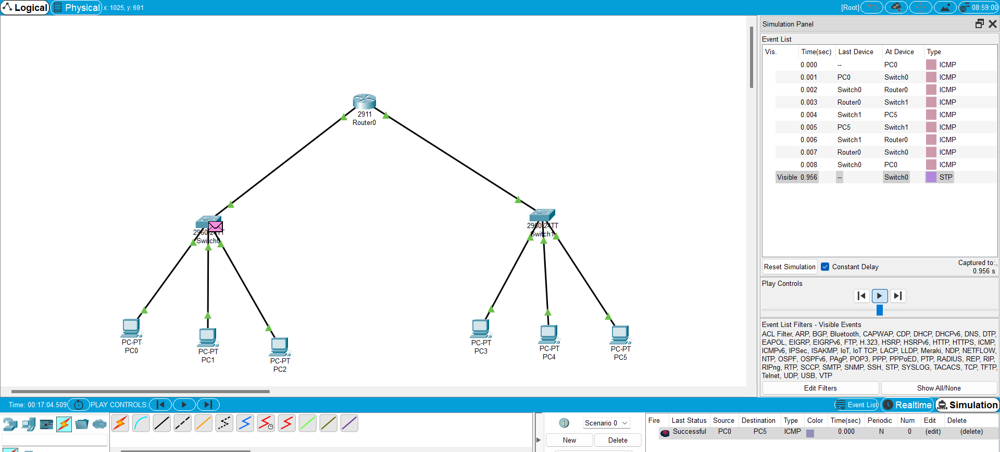 Logical
Physical
x: 1025, y: 691
[Root]
08:59:00
Simulation Panel
Event List
Vis. Time(sec) Last Device At Device Type
0.000 -- PC0 ICMP
0.001 PC0 Switch0 ICMP
0.002 Switch0 Router0 ICMP
0.003 Router0 Switch1 ICMP
0.004 Switch1 PC5 ICMP
0.005 PC5 Switch1 ICMP
0.006 Switch1 Router0 ICMP
0.007 Router0 Switch0 ICMP
0.008 Switch0 PC0 ICMP
Visible 0.956 -- Switch0 STP
Reset Simulation
Constant Delay
Captured to:
0.956 s
Play Controls
Event List Filters - Visible Events
ACL Filter, ARP, BGP, Bluetooth, CAPWAP, CDP, DHCP, DHCPv6, DNS, DTP,
EAPOL, EIGRP, EIGRPv6, FTP, H.323, HSRP, HSRPv6, HTTP, HTTPS, ICMP,
ICMPv6, IPSec, ISAKMP, IoT, IoT TCP, LACP, LLDP, Meraki, NDP, NETFLOW,
NTP, OSPF, OSPFv6, PAgP, POP3, PPP, PPPoED, PTP, RADIUS, REP, RIP,
RIPng, RTP, SCCP, SMTP, SNMP, SSH, STP, SYSLOG, TACACS, TCP, TFTP,
Telnet, UDP, USB, VTP
Edit Filters
Show All/None
2911
Router0
2960-24TT
Switch0
2960-24TT
Switch1
PC-PT
PC0
PC-PT
PC1
PC-PT
PC2
PC-PT
PC3
PC-PT
PC4
PC-PT
PC5
Time: 00:17:04.509
PLAY CONTROLS:
Event List
Realtime
Simulation
1
Scenario 0
New
Delete
Fire Last Status Source Destination Type Color Time(sec) Periodic Num Edit Delete
Successful PC0 PC5 ICMP 0.000 N 0 (edit) (delete)